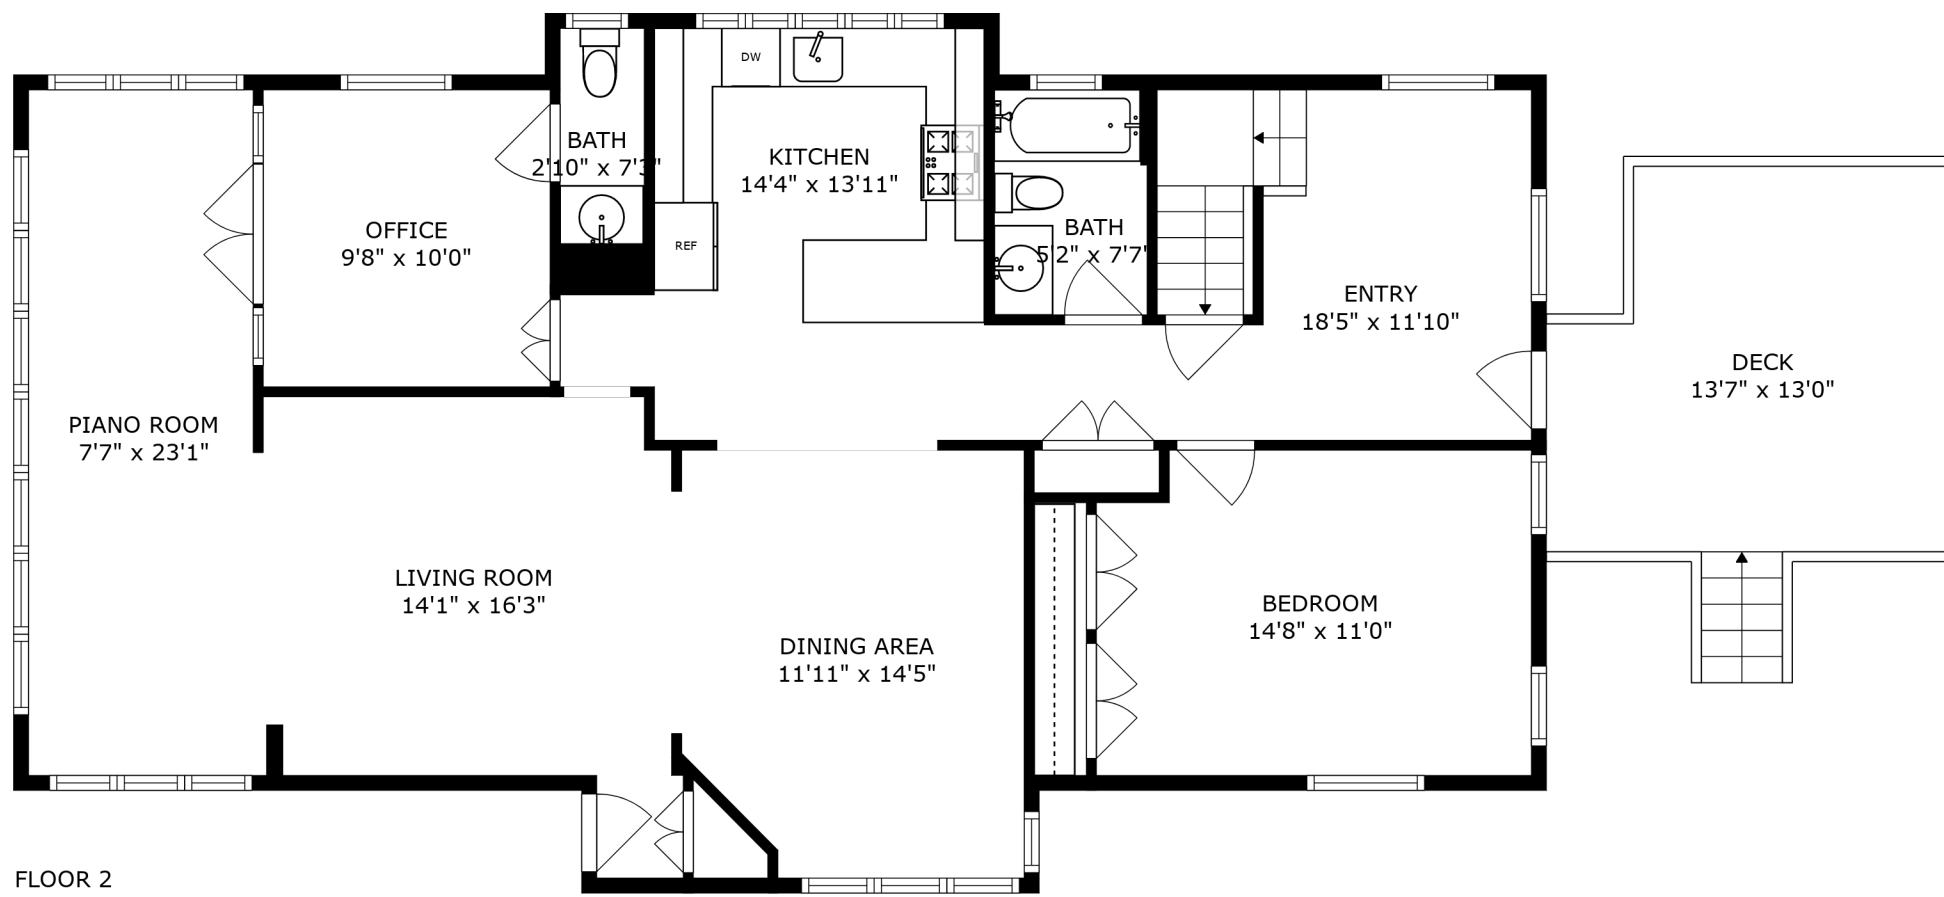 DW
BATH
2'10" x 7'3"
KITCHEN
14'4" x 13'11"
OFFICE
9'8" x 10'0"
REF
BATH
5'2" x 7'7"
ENTRY
18'5" x 11'10"
DECK
13'7" x 13'0"
PIANO ROOM
7'7" x 23'1"
LIVING ROOM
14'1" x 16'3"
DINING AREA
11'11" x 14'5"
BEDROOM
14'8" x 11'0"
FLOOR 2